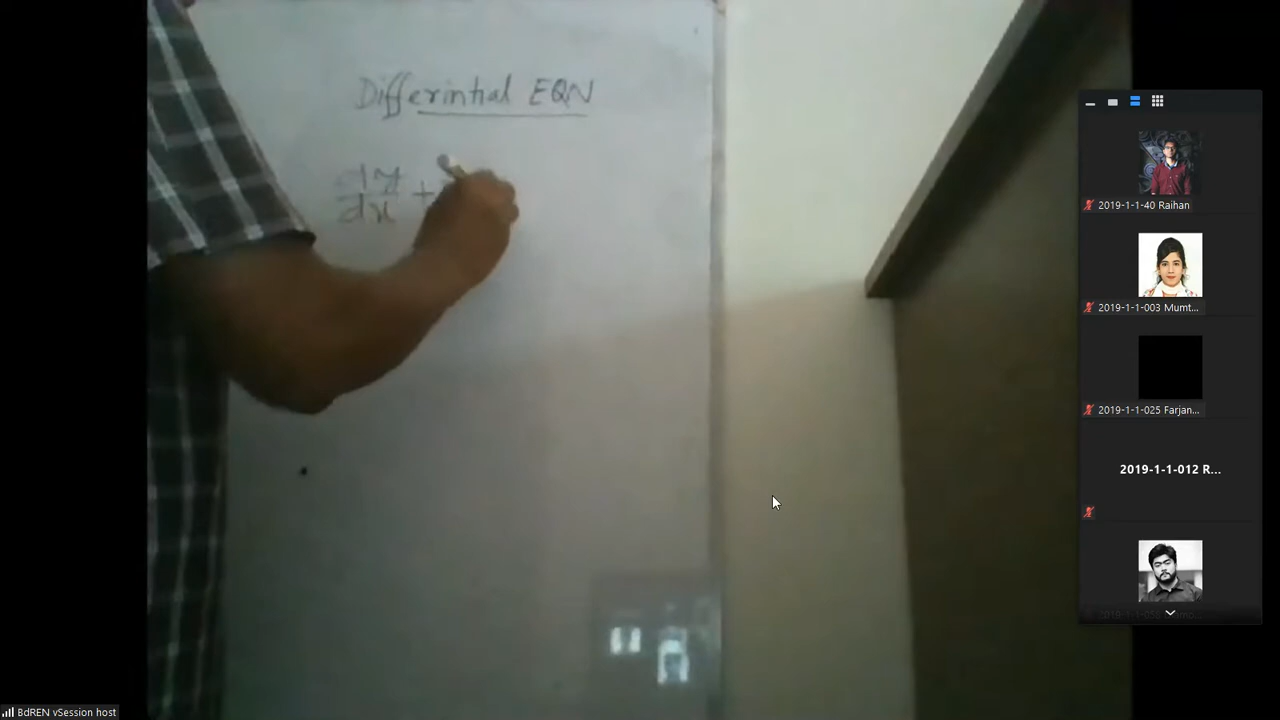 Differintial EQN
dy
dx +
2019-1-1-40 Raihan
2019-1-1-003 Mumt...
2019-1-1-025 Farjan...
2019-1-1-012 R...
BdREN vSession host